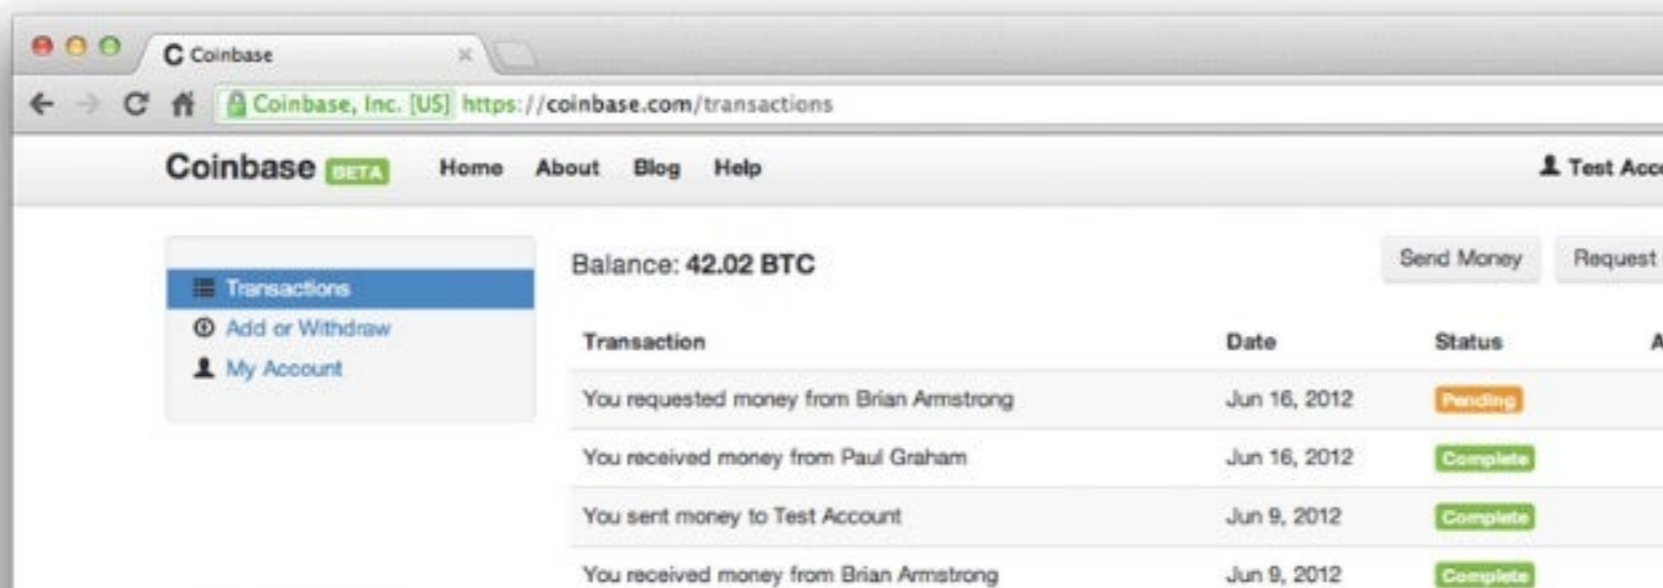 Coinbase
Coinbase, Inc. [US] https://coinbase.com/transactions
Coinbase BETA Home About Blog Help Test Acc
Transactions
Add or Withdraw
My Account
Balance: 42.02 BTC Send Money Request
Transaction Date Status A
You requested money from Brian Armstrong Jun 16, 2012 Pending
You received money from Paul Graham Jun 16, 2012 Complete
You sent money to Test Account Jun 9, 2012 Complete
You received money from Brian Armstrong Jun 9, 2012 Complete